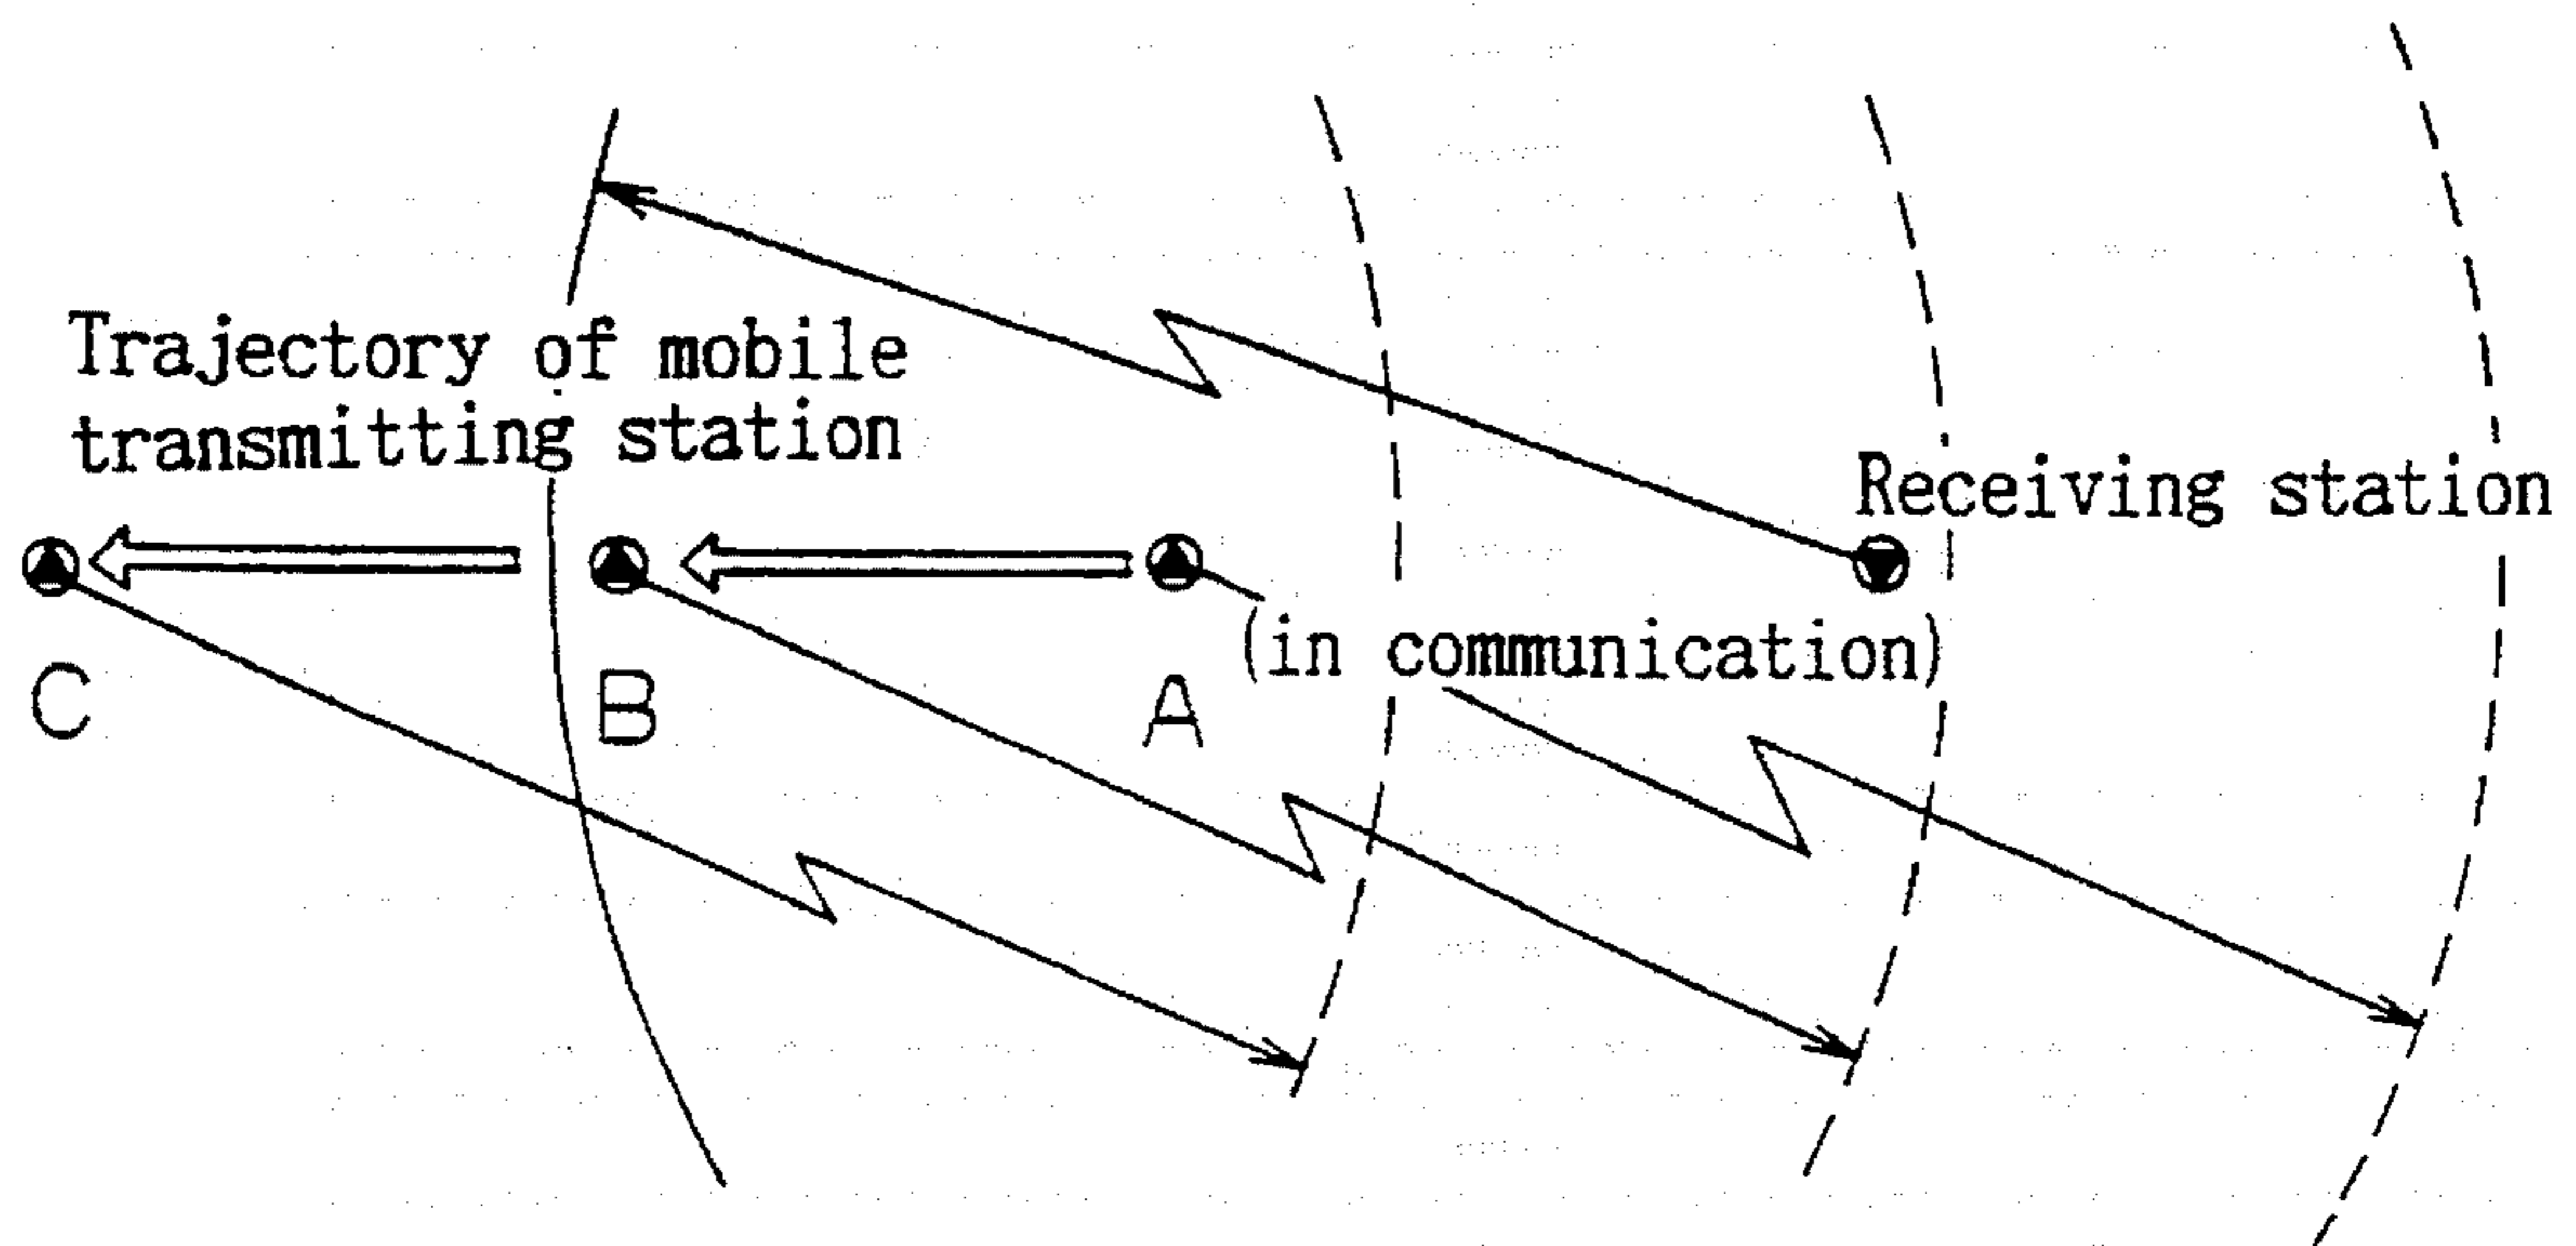 Trajectory of mobile
transmitting station
Receiving station
(in communication)
C
B
A